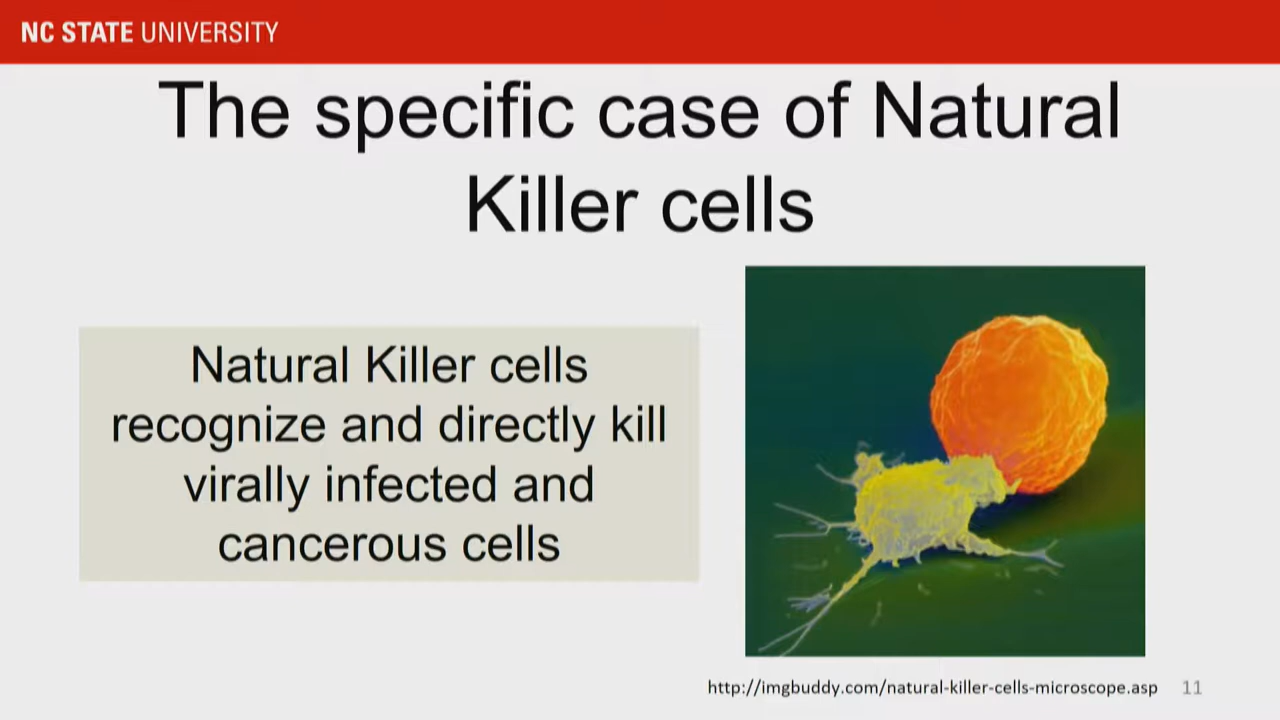 NC STATE UNIVERSITY
The specific case of Natural
Killer cells
Natural Killer cells
recognize and directly kill
virally infected and
cancerous cells
http://imgbuddy.com/natural-killer-cells-microscope.asp 11